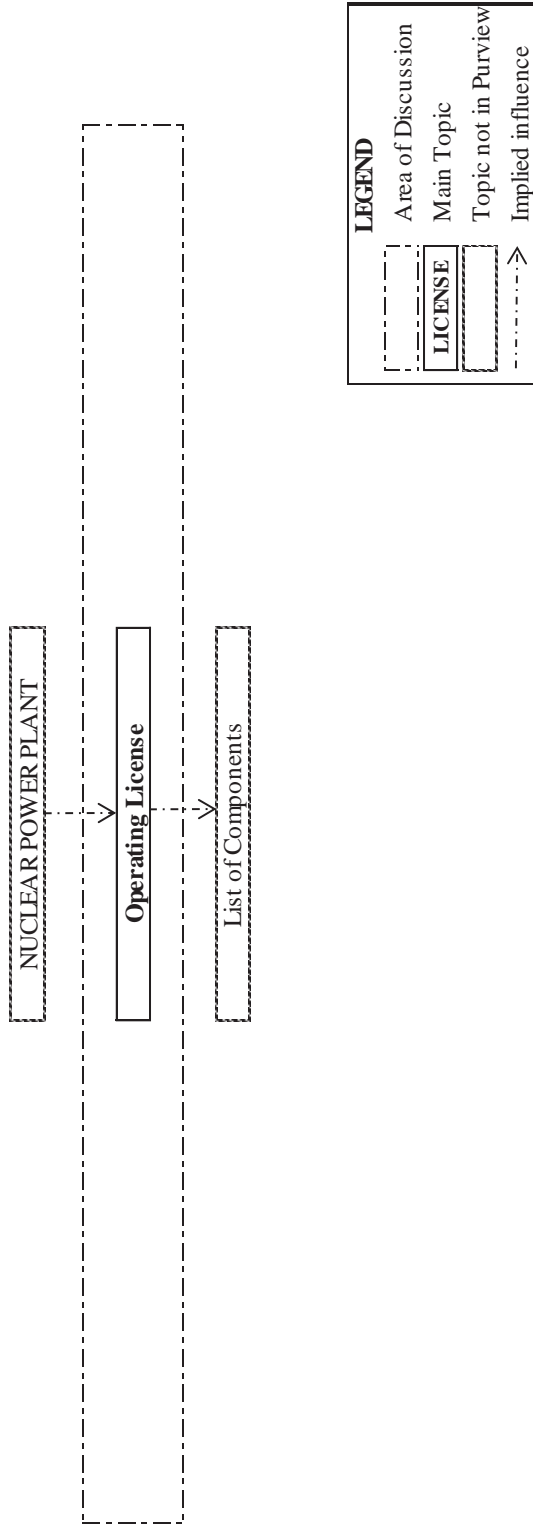 NUCLEAR POWER PLANT
Operating License
List of Components
LEGEND
Area of Discussion
LICENSE
Main Topic
Topic not in Purview
Implied influence